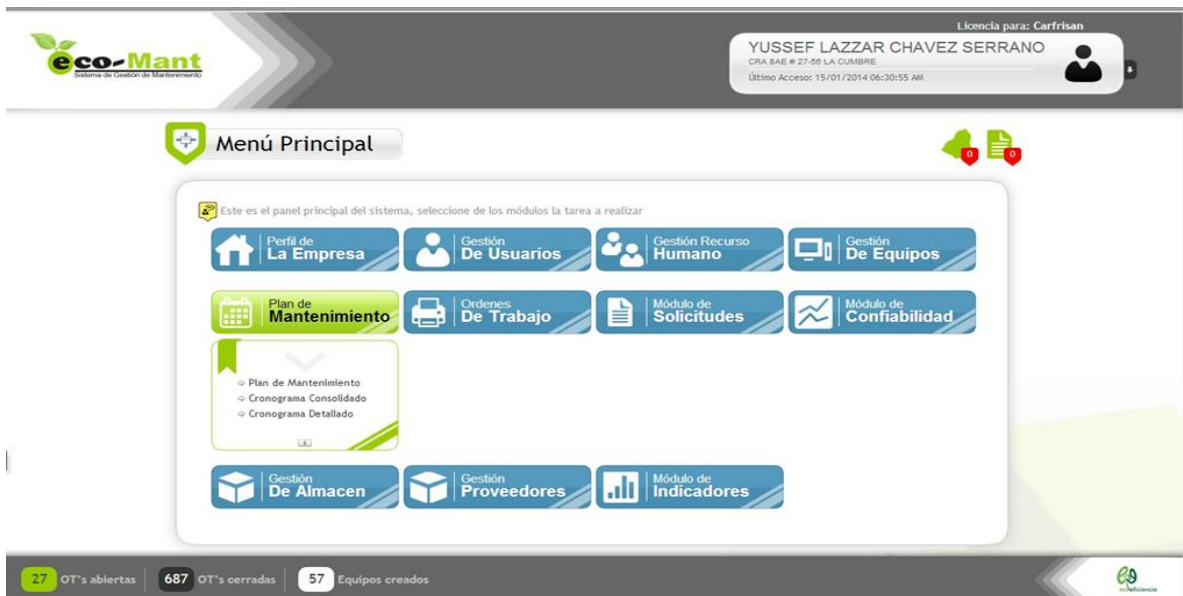 Licencia para: Carfrisan
eco-Mant
Sistema de Gestión de Mantenimiento
YUSSEF LAZZAR CHAVEZ SERRANO
CRA 8AE # 27-56 LA CUMBRE
Último Acceso: 15/01/2014 06:30:55 AM
Menú Principal
0 0
Este es el panel principal del sistema, seleccione de los módulos la tarea a realizar
Perfil de
La Empresa
Gestión
De Usuarios
Gestión Recurso
Humano
Gestión
De Equipos
Plan de
Mantenimiento
Ordenes
De Trabajo
Módulo de
Solicitudes
Módulo de
Confiabilidad
Plan de Mantenimiento
Cronograma Consolidado
Cronograma Detallado
Gestión
De Almacen
Gestión
Proveedores
Módulo de
Indicadores
27 OT's abiertas 687 OT's cerradas 57 Equipos creados
ecoeficiencia